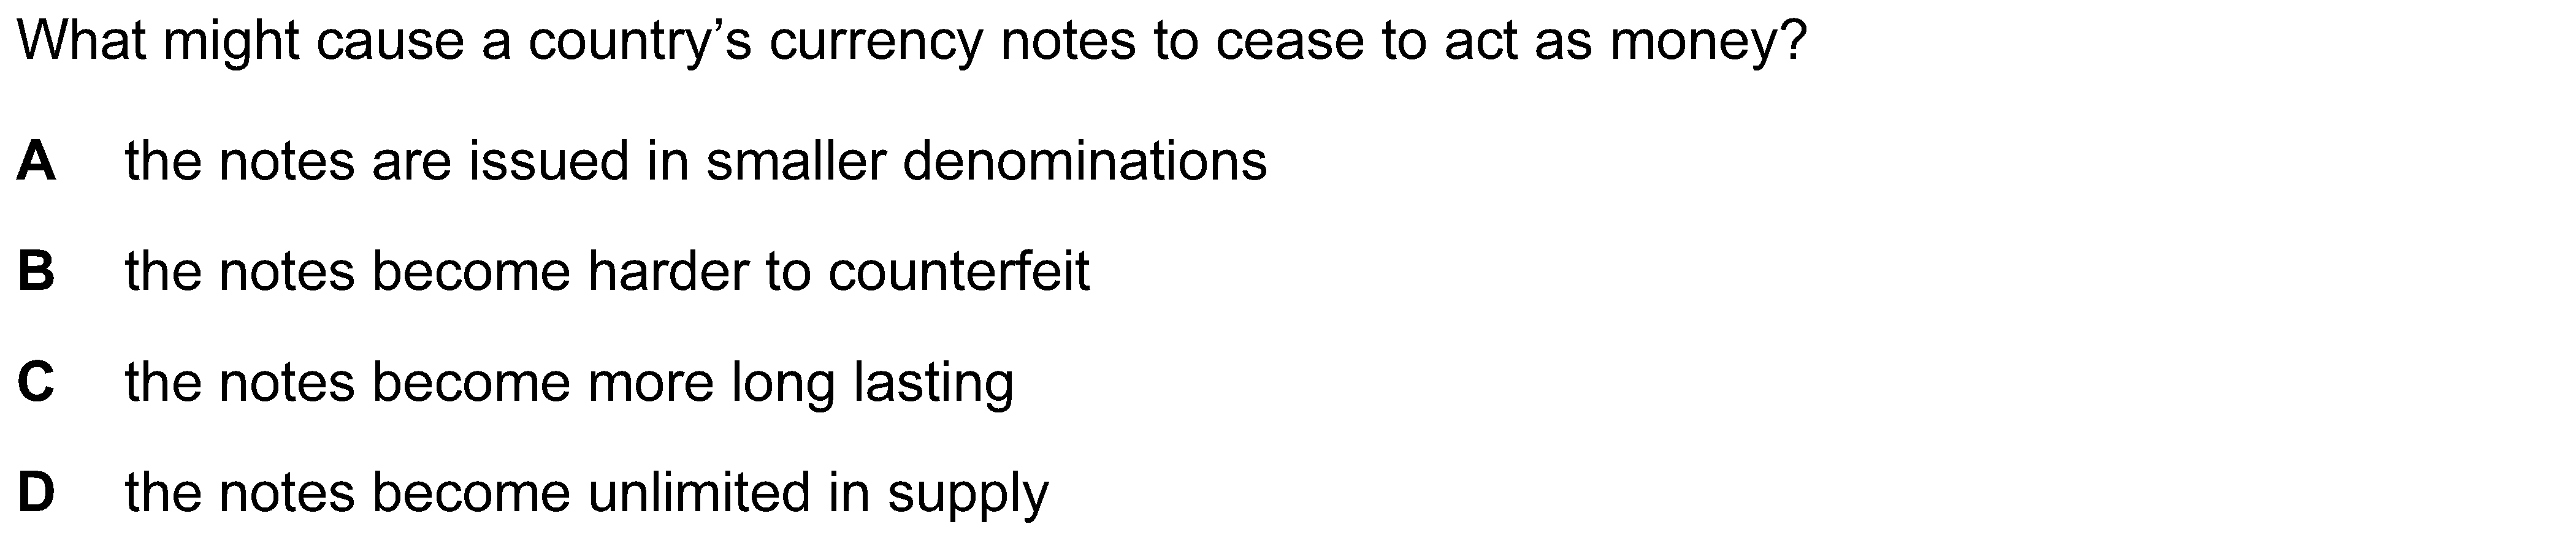 What might cause a country’s currency notes to cease to act as money?
A the notes are issued in smaller denominations
B the notes become harder to counterfeit
C the notes become more long lasting
D the notes become unlimited in supply